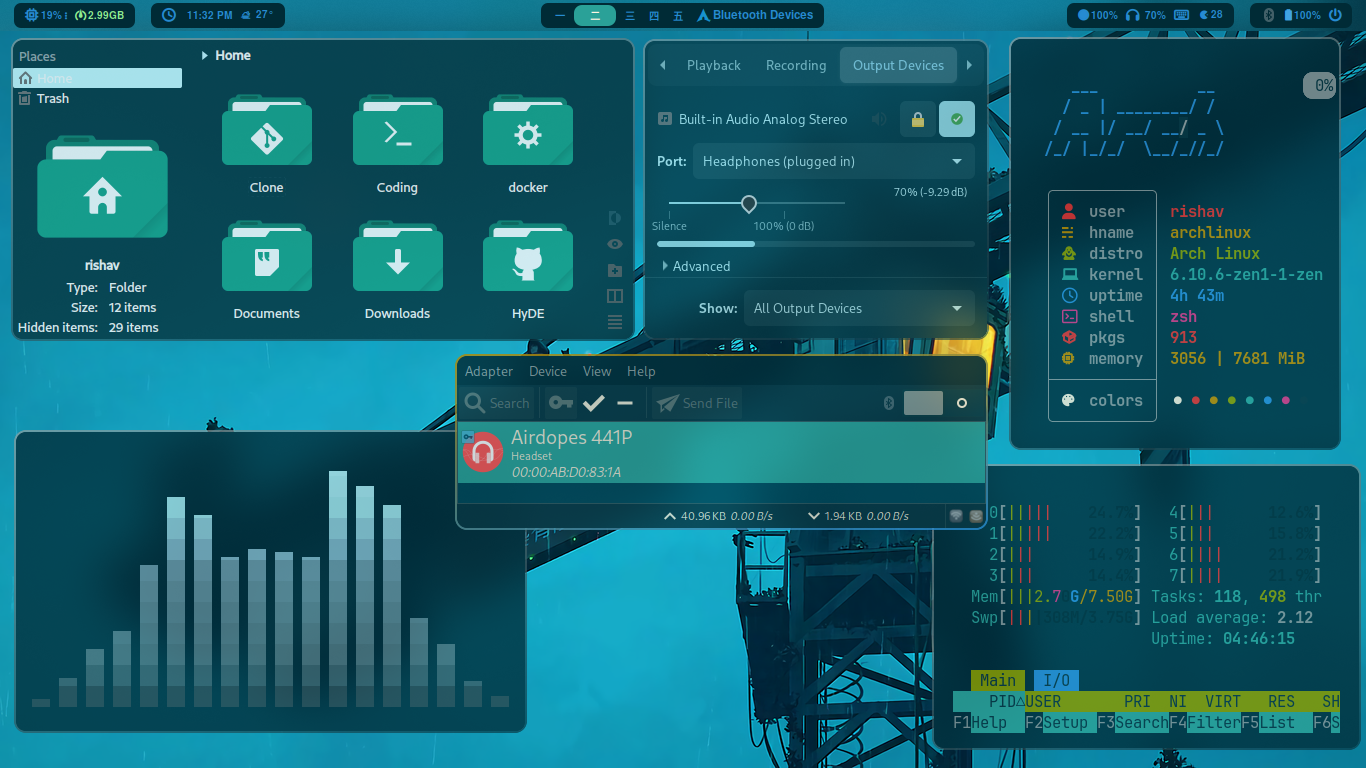 19%
2.99GB
11:32 PM
27°
一 二 三 四 五 Bluetooth Devices
100% 70% 28
100%
Places
Home
Trash
Home
Clone
Coding
docker
Documents
Downloads
HyDE
rishav
Type: Folder
Size: 12 items
Hidden items: 29 items
Playback Recording Output Devices
Built-in Audio Analog Stereo
Port: Headphones (plugged in)
70% (-9.29 dB)
Silence 100% (0 dB)
Advanced
Show: All Output Devices
0%
user rishav
hname archlinux
distro Arch Linux
kernel 6.10.6-zen1-1-zen
uptime 4h 43m
shell zsh
pkgs 913
memory 3056 | 7681 MiB
colors
Adapter Device View Help
Search Send File
Airdopes 441P
Headset
00:00:AB:D0:83:1A
40.96 KB 0.00 B/s 1.94 KB 0.00 B/s
0[||||| 24.7%] 4[||| 12.6%]
1[||||| 22.2%] 5[||| 15.8%]
2[||| 14.9%] 6[|||| 21.2%]
3[||| 14.4%] 7[|||| 21.9%]
Mem[|||2.7 G/7.50G] Tasks: 118, 498 thr
Swp[||| /3.75G] Load average: 2.12
Uptime: 04:46:15
Main I/O
PID△USER PRI NI VIRT RES SH
F1Help F2Setup F3SearchF4FilterF5List F6S